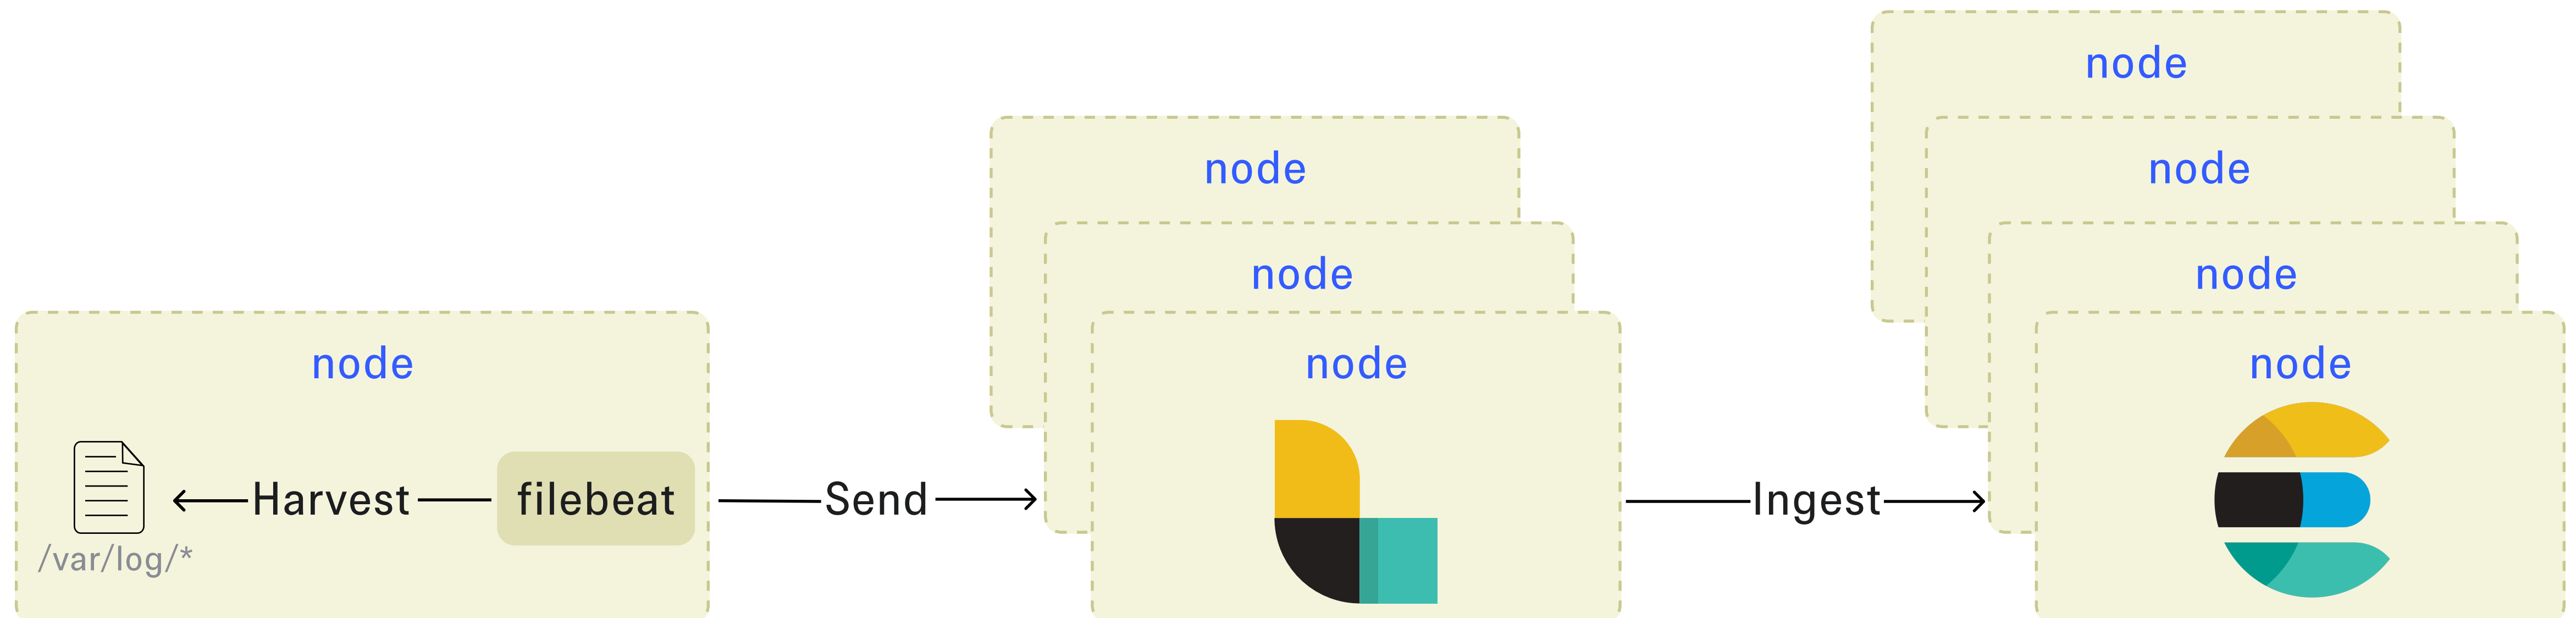 node
Harvest
filebeat
/var/log/*
Send
node
node
node
Ingest
node
node
node
node